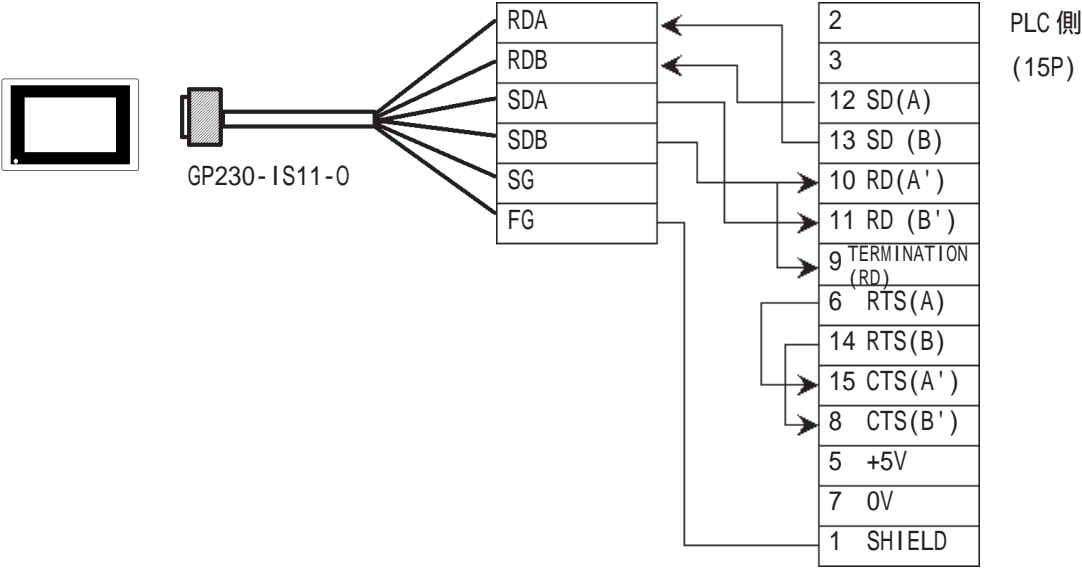 GP230-IS11-O
RDA
RDB
SDA
SDB
SG
FG
2
3
12 SD(A)
13 SD (B)
10 RD(A')
11 RD (B')
9 TERMINATION
(RD)
6 RTS(A)
14 RTS(B)
15 CTS(A')
8 CTS(B')
5 +5V
7 0V
1 SHIELD
PLC 側
(15P)